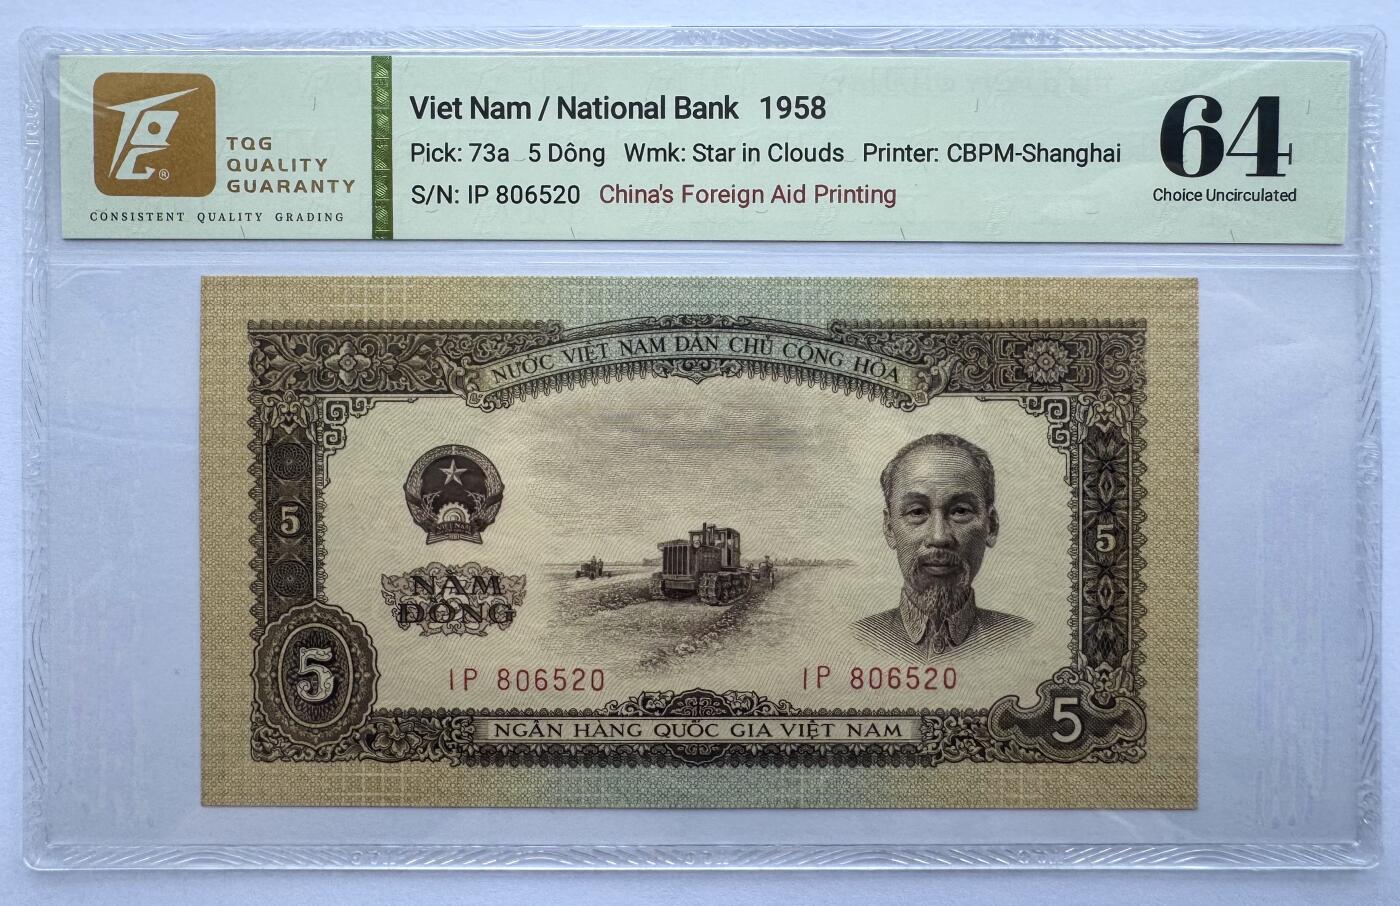 TQG
QUALITY
GUARANTY
®
CONSISTENT QUALITY GRADING
Viet Nam / National Bank 1958
Pick: 73a 5 Dông Wmk: Star in Clouds Printer: CBPM-Shanghai
S/N: IP 806520 China's Foreign Aid Printing
64
Choice Uncirculated
NƯỚC VIỆT NAM DÂN CHỦ CỘNG HÒA
VIỆT NAM
5
5
NĂM
ĐỒNG
5
IP 806520
IP 806520
NGÂN HÀNG QUỐC GIA VIỆT NAM
5